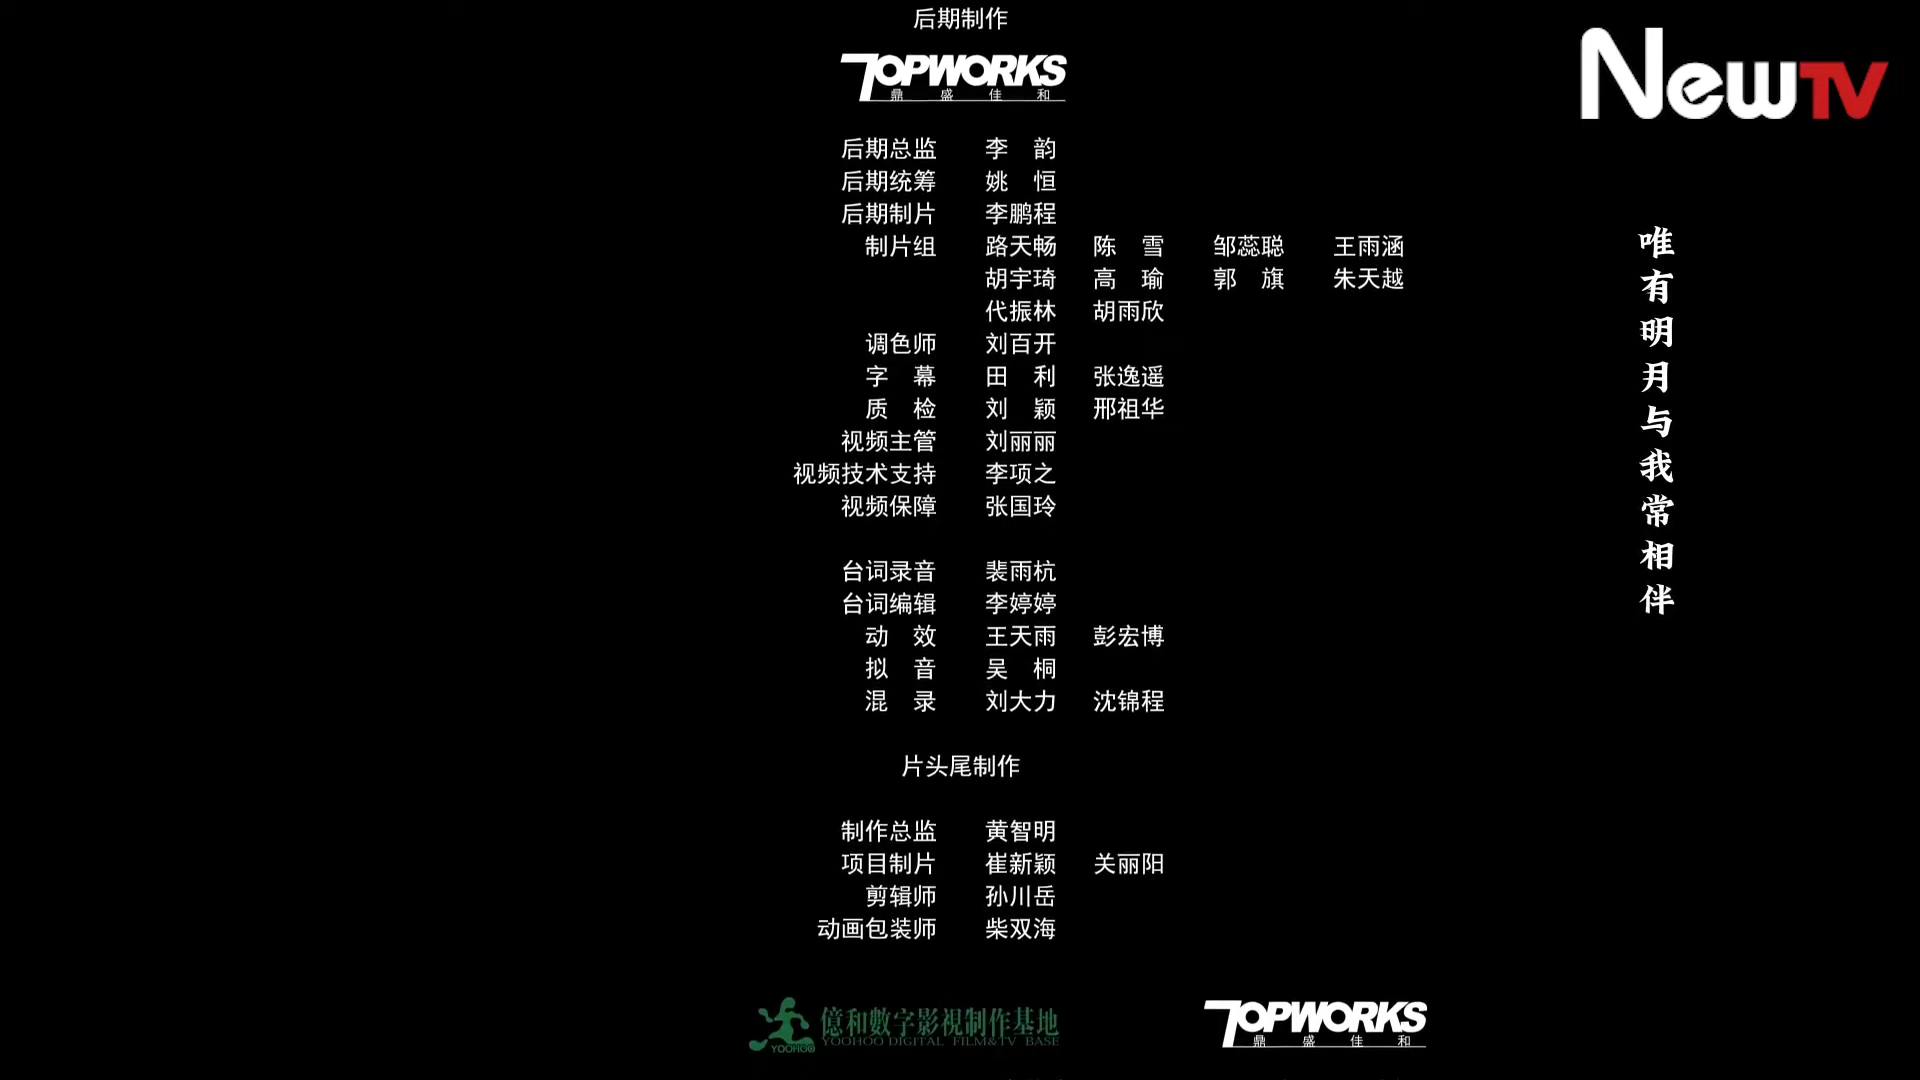 后期制作
TOPWORKS
鼎 盛 佳 和
NewTV
后期总监 李 韵
后期统筹 姚 恒
后期制片 李鹏程
制片组 路天畅 陈 雪 邹蕊聪 王雨涵
胡宇琦 高 瑜 郭 旗 朱天越
代振林 胡雨欣
调色师 刘百开
字 幕 田 利 张逸遥
质 检 刘 颖 邢祖华
视频主管 刘丽丽
视频技术支持 李项之
视频保障 张国玲
台词录音 裴雨杭
台词编辑 李婷婷
动 效 王天雨 彭宏博
拟 音 吴 桐
混 录 刘大力 沈锦程
片头尾制作
制作总监 黄智明
项目制片 崔新颖 关丽阳
剪辑师 孙川岳
动画包装师 柴双海
唯有明月与我常相伴
YOOHOO
億和數字影視制作基地
YOOHOO DIGITAL FILM&TV BASE
TOPWORKS
鼎 盛 佳 和